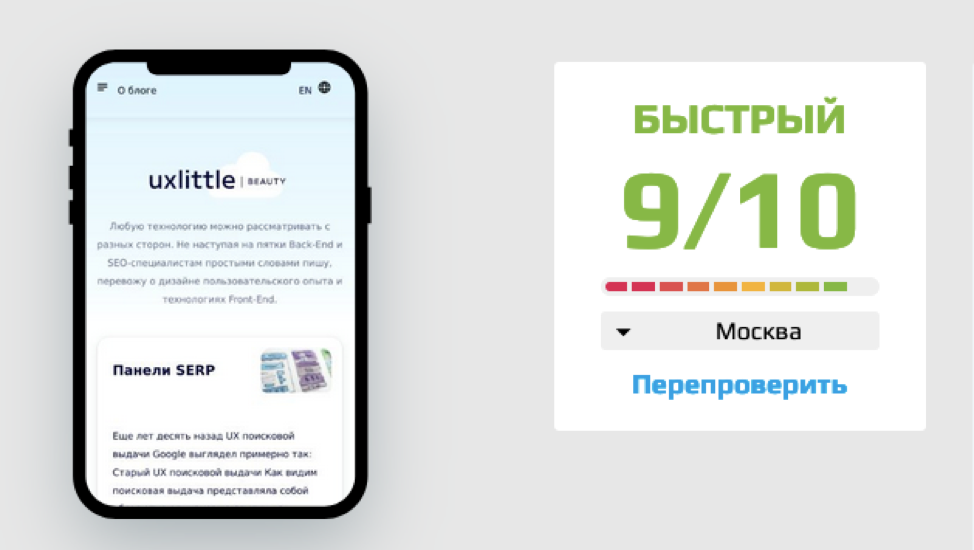 О блоге
EN
uxlittle | BEAUTY
Любую технологию можно рассматривать с
разных сторон. Не наступая на пятки Back-End и
SEO-специалистам простыми словами пишу,
перевожу о дизайне пользовательского опыта и
технологиях Front-End.
Панели SERP
Еще лет десять назад UX поисковой
выдачи Google выглядел примерно так:
Старый UX поисковой выдачи Как видим
поисковая выдача представляла собой
БЫСТРЫЙ
9/10
Москва
Перепроверить